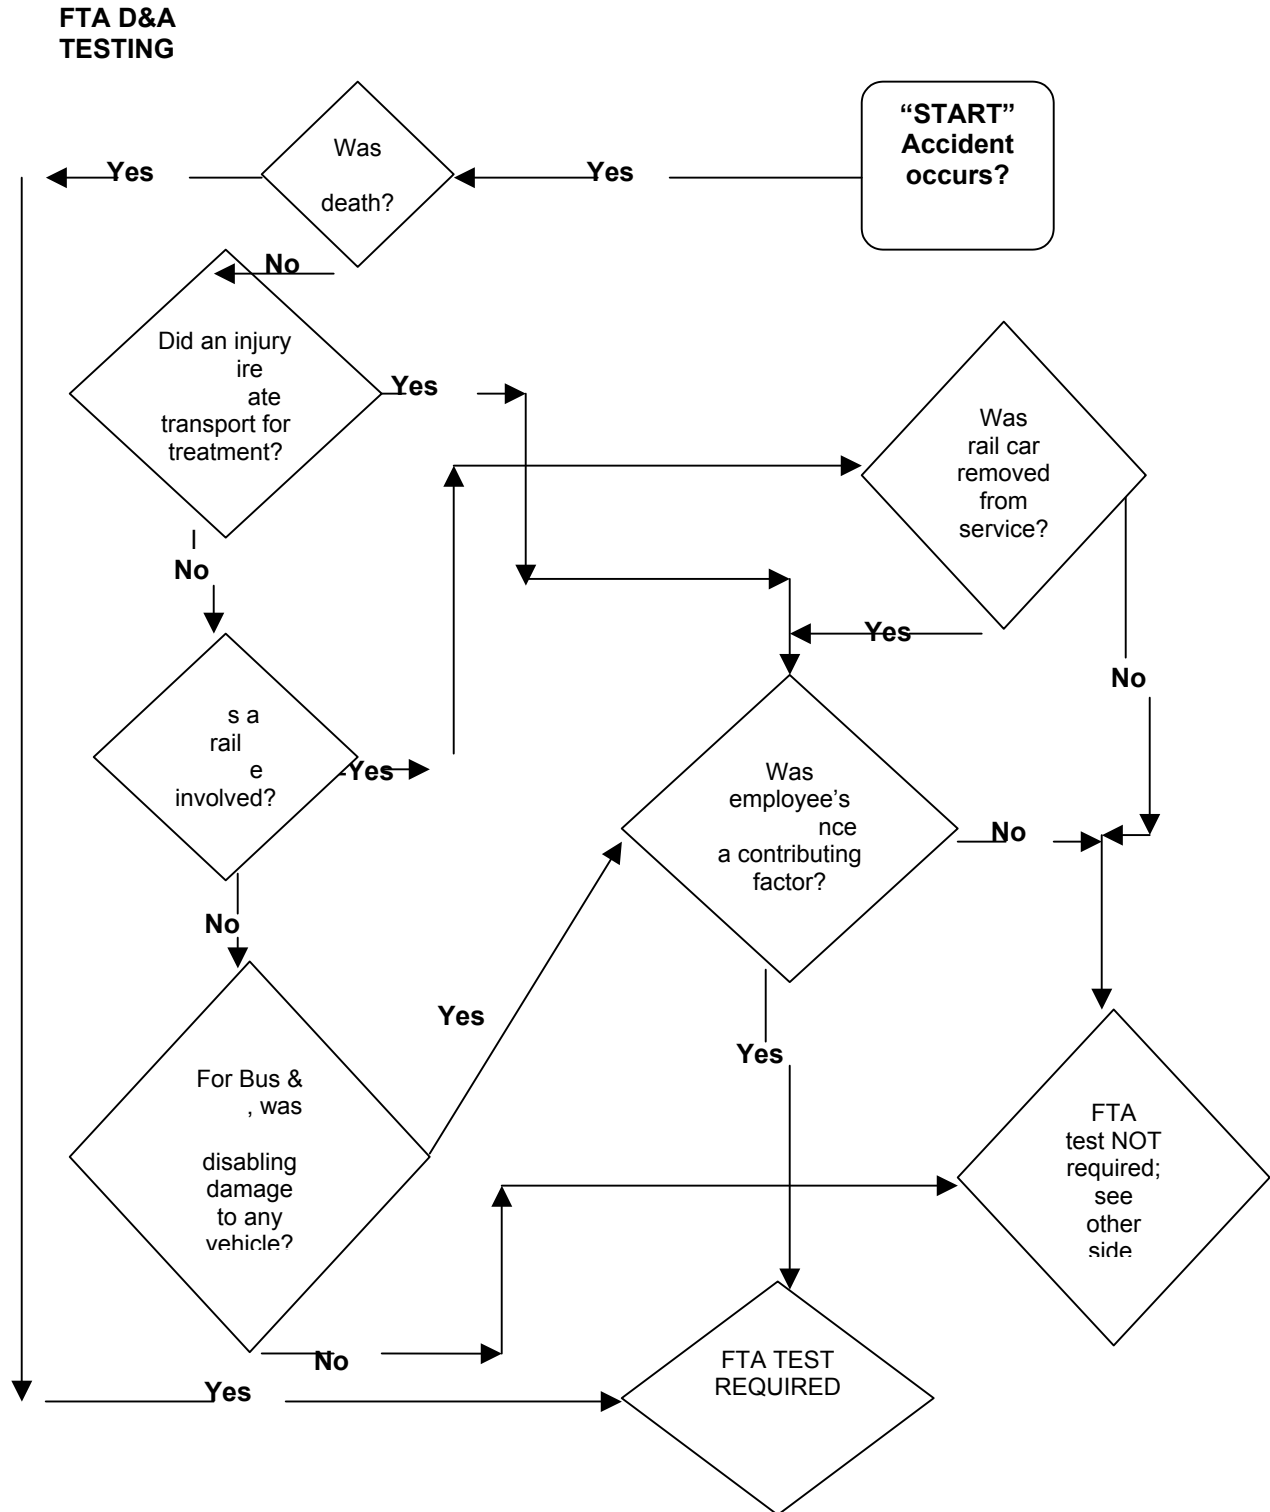 FTA D&A
TESTING
“START”
Accident
occurs?
Yes
Was
death?
Yes
No
Did an injury
ire
ate
transport for
treatment?
Yes
No
Was
rail car
removed
from
service?
Yes
No
s a
rail
e
involved?
Yes
No
Was
employee’s
nce
a contributing
factor?
No
Yes
For Bus &
, was
disabling
damage
to any
vehicle?
Yes
No
FTA
test NOT
required;
see
other
side
Yes
FTA TEST
REQUIRED